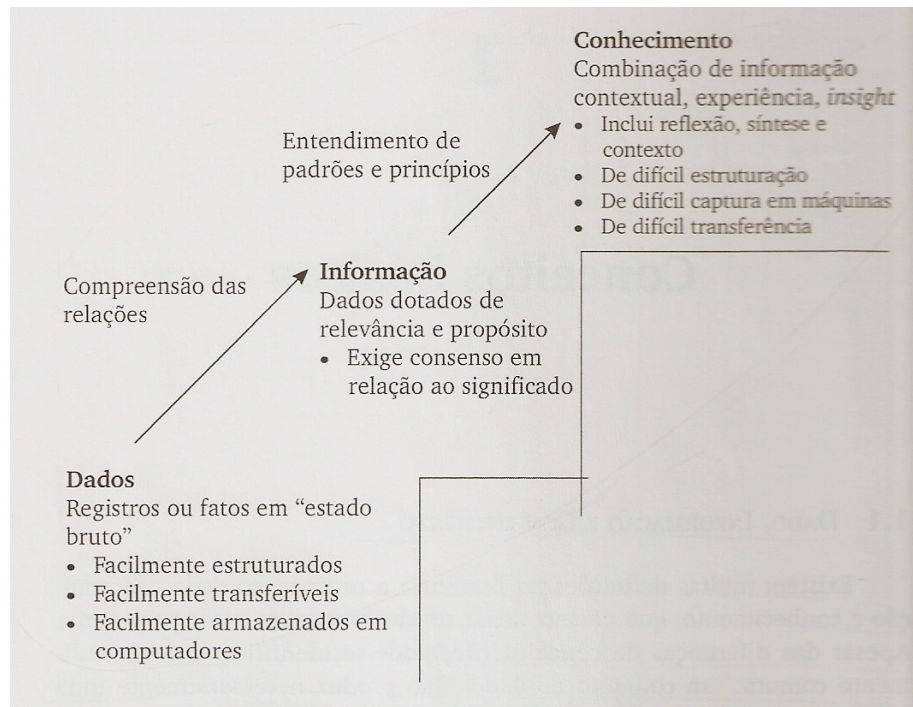 Conhecimento
Combinação de informação
contextual, experiência, insight
• Inclui reflexão, síntese e
contexto
• De difícil estruturação
• De difícil captura em máquinas
• De difícil transferência
Entendimento de
padrões e princípios
Informação
Dados dotados de
relevância e propósito
• Exige consenso em
relação ao significado
Compreensão das
relações
Dados
Registros ou fatos em “estado
bruto”
• Facilmente estruturados
• Facilmente transferíveis
• Facilmente armazenados em
computadores